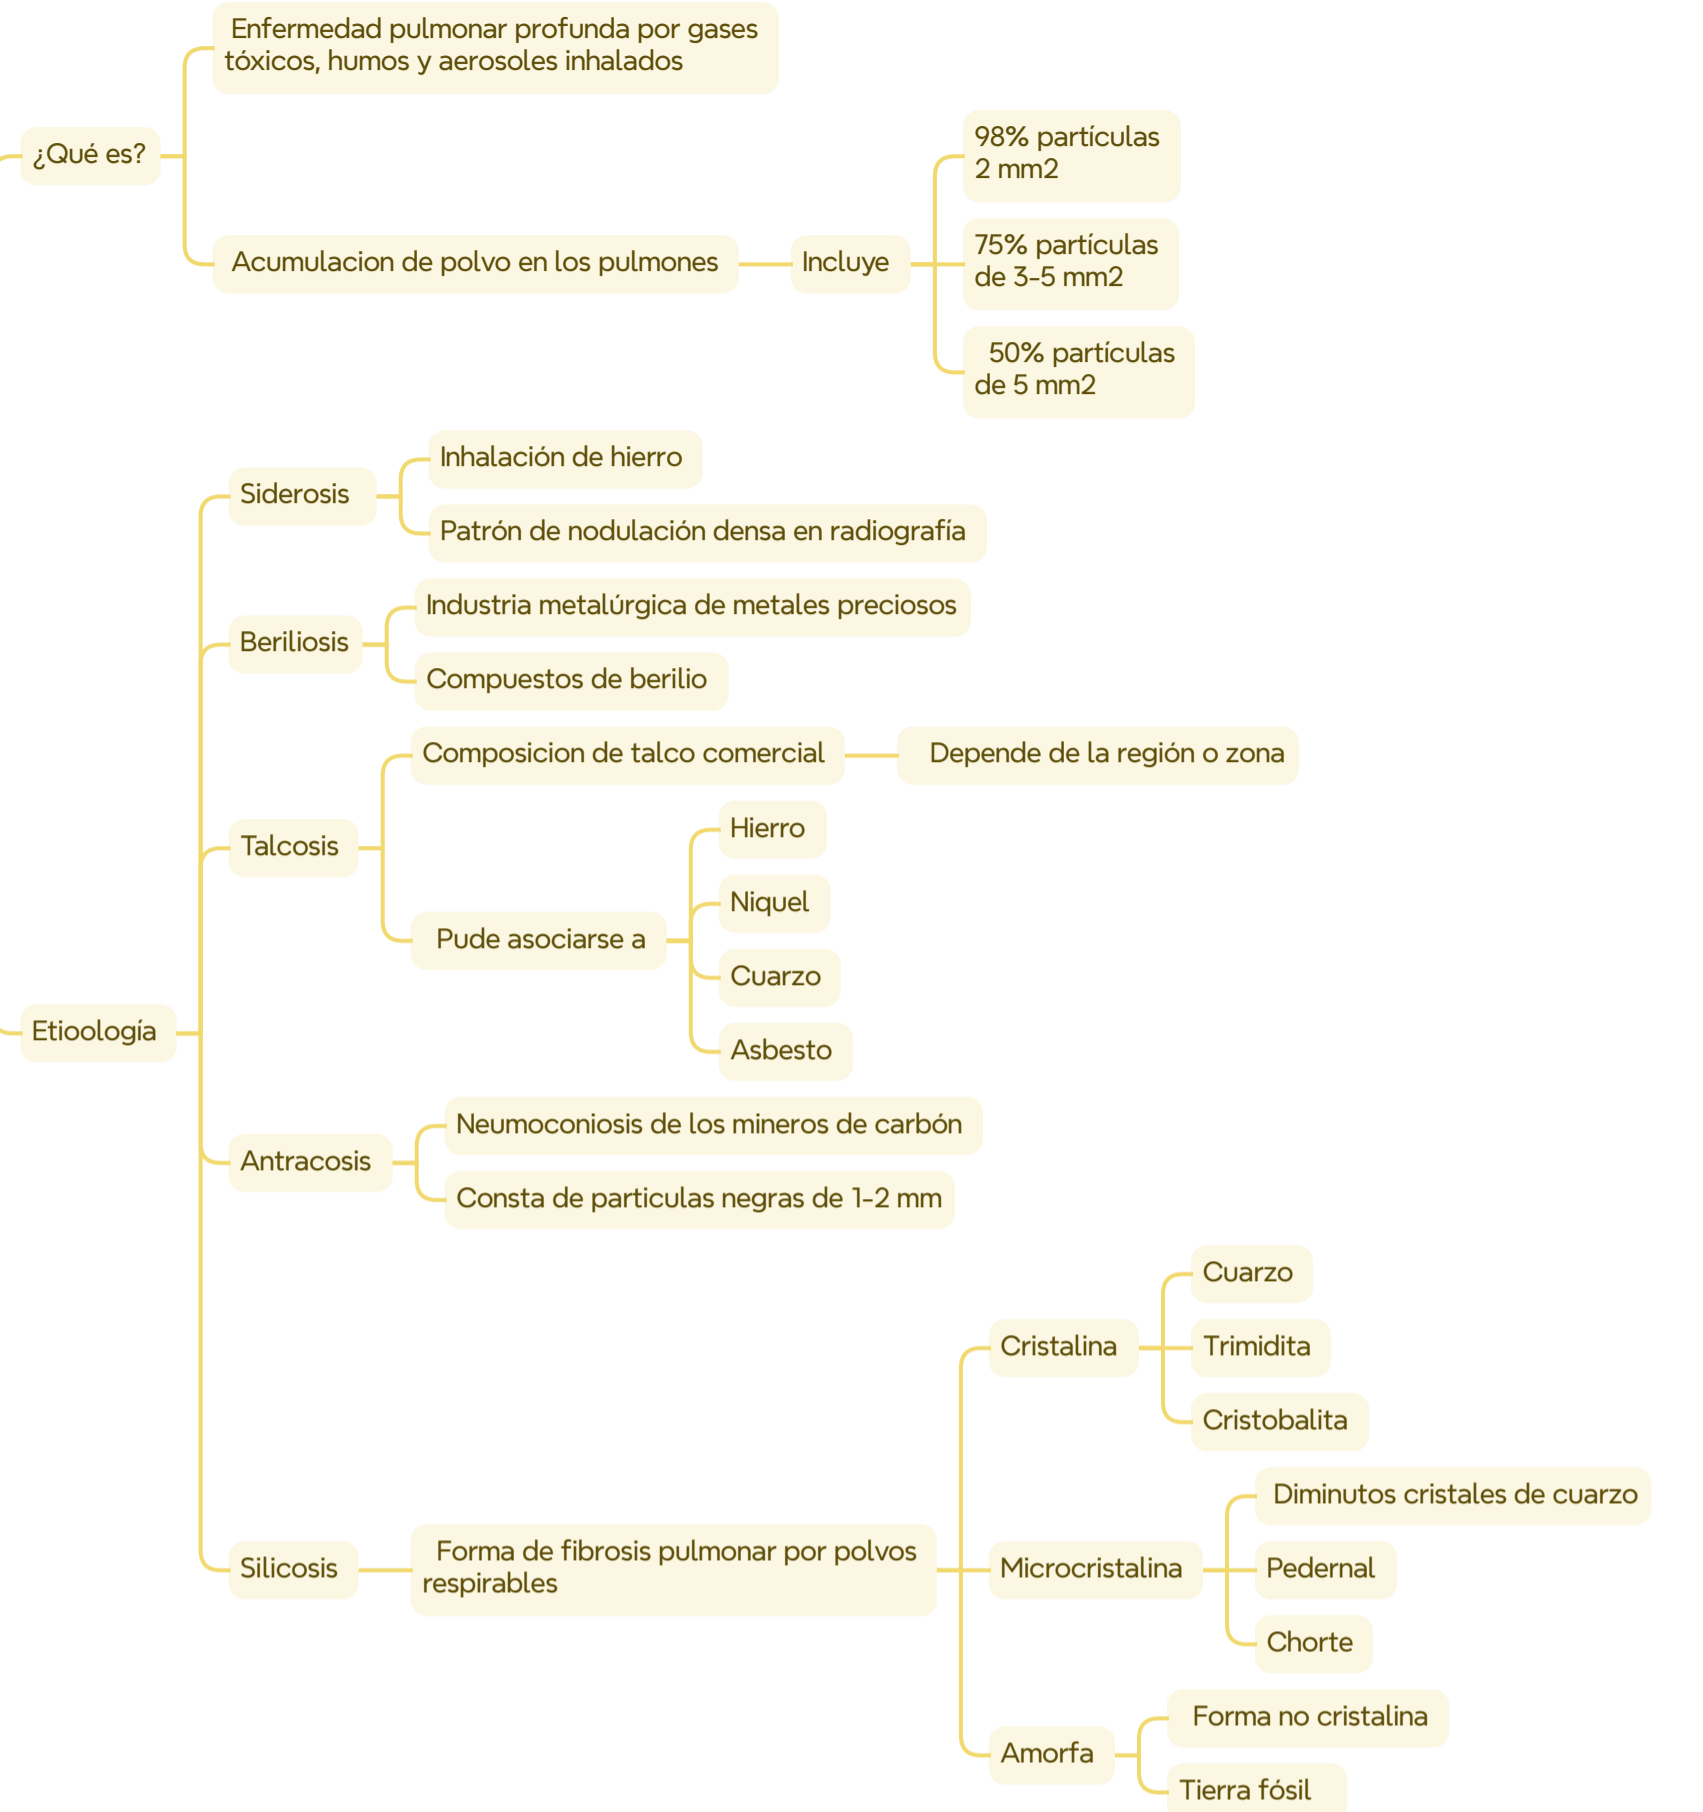 ¿Qué es?
Enfermedad pulmonar profunda por gases
tóxicos, humos y aerosoles inhalados
Acumulacion de polvo en los pulmones
Incluye
98% partículas
2 mm2
75% partículas
de 3-5 mm2
50% partículas
de 5 mm2
Etioología
Siderosis
Inhalación de hierro
Patrón de nodulación densa en radiografía
Beriliosis
Industria metalúrgica de metales preciosos
Compuestos de berilio
Talcosis
Composicion de talco comercial
Depende de la región o zona
Pude asociarse a
Hierro
Niquel
Cuarzo
Asbesto
Antracosis
Neumoconiosis de los mineros de carbón
Consta de particulas negras de 1-2 mm
Silicosis
Forma de fibrosis pulmonar por polvos
respirables
Cristalina
Cuarzo
Trimidita
Cristobalita
Microcristalina
Diminutos cristales de cuarzo
Pedernal
Chorte
Amorfa
Forma no cristalina
Tierra fósil